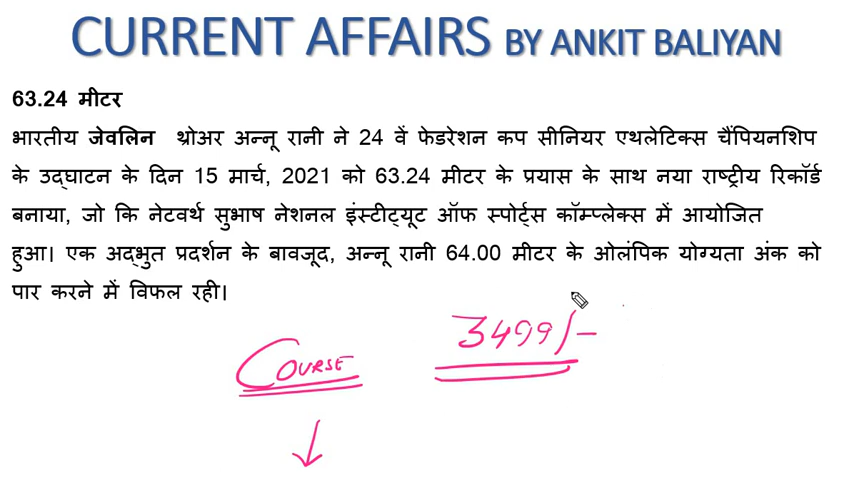 CURRENT AFFAIRS BY ANKIT BALIYAN
63.24 मीटर
भारतीय जेवलिन थ्रोअर अन्नू रानी ने 24 वें फेडरेशन कप सीनियर एथलेटिक्स चैंपियनशिप
के उद्घाटन के दिन 15 मार्च, 2021 को 63.24 मीटर के प्रयास के साथ नया राष्ट्रीय रिकॉर्ड
बनाया, जो कि नेटवर्थ सुभाष नेशनल इंस्टीट्यूट ऑफ स्पोर्ट्स कॉम्प्लेक्स में आयोजित
हुआ। एक अद्भुत प्रदर्शन के बावजूद, अन्नू रानी 64.00 मीटर के ओलंपिक योग्यता अंक को
पार करने में विफल रही।
3499/-
COURSE